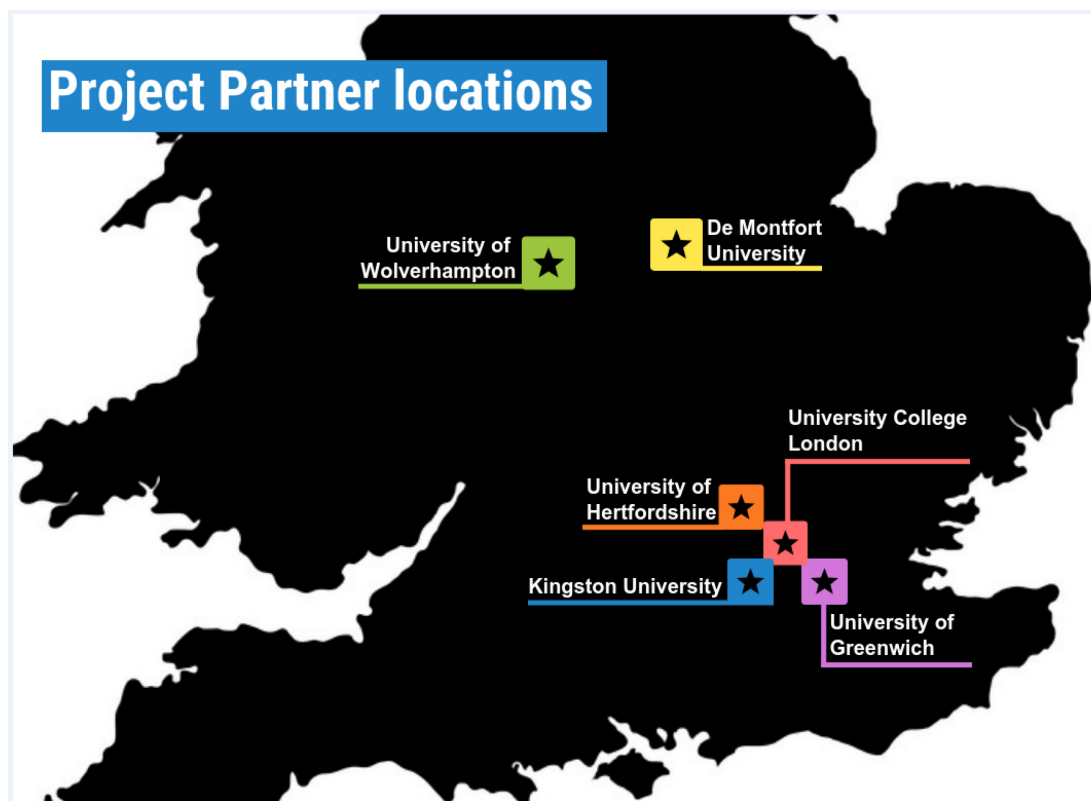 Project Partner locations
University of
Wolverhampton
De Montfort
University
University College
London
University of
Hertfordshire
Kingston University
University of
Greenwich